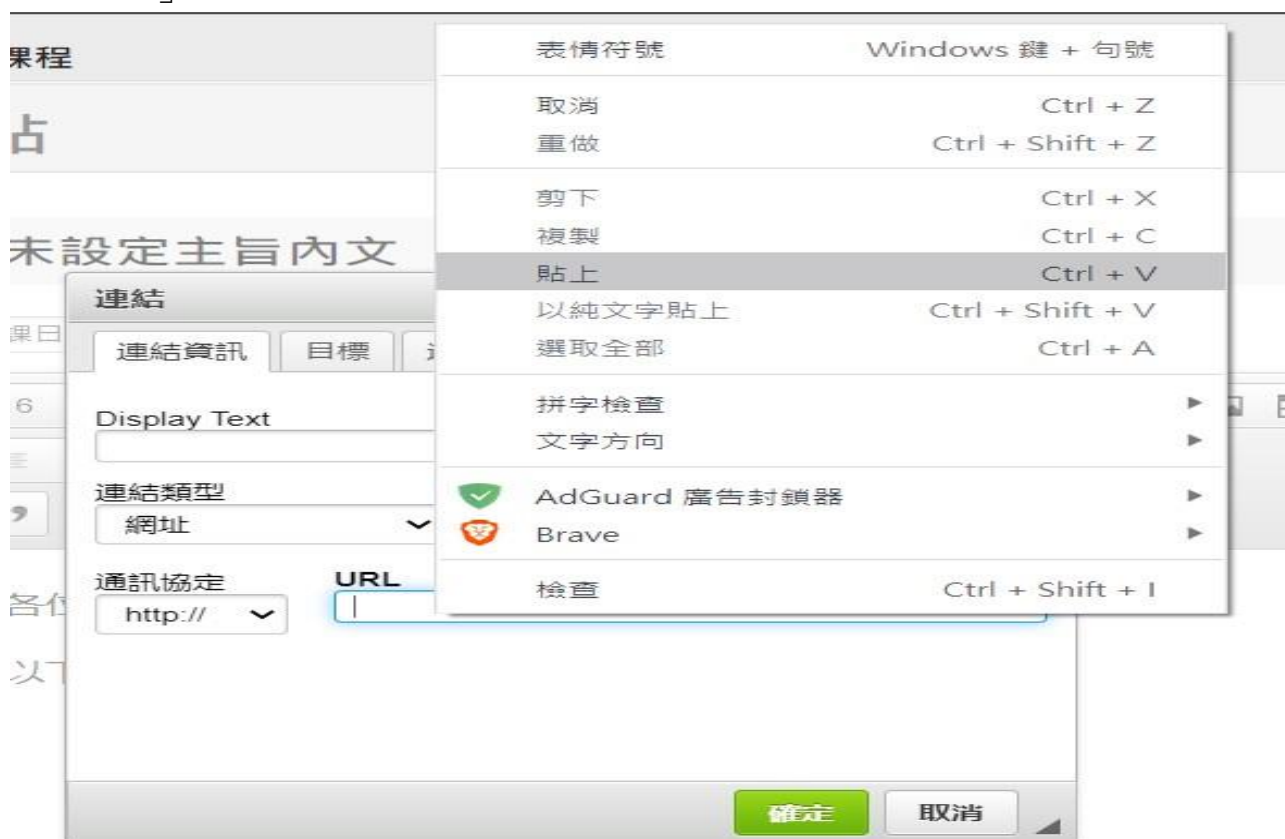 課程
表情符號 Windows 鍵 + 句號
取消 Ctrl + Z
重做 Ctrl + Shift + Z
剪下 Ctrl + X
複製 Ctrl + C
貼上 Ctrl + V
以純文字貼上 Ctrl + Shift + V
選取全部 Ctrl + A
拼字檢查
文字方向
AdGuard 廣告封鎖器
Brave
檢查 Ctrl + Shift + I
未設定主旨內文
連結
課日
連結資訊 目標
6
Display Text
連結類型
網址
通訊協定 URL
http://
各位
以下
確定 取消